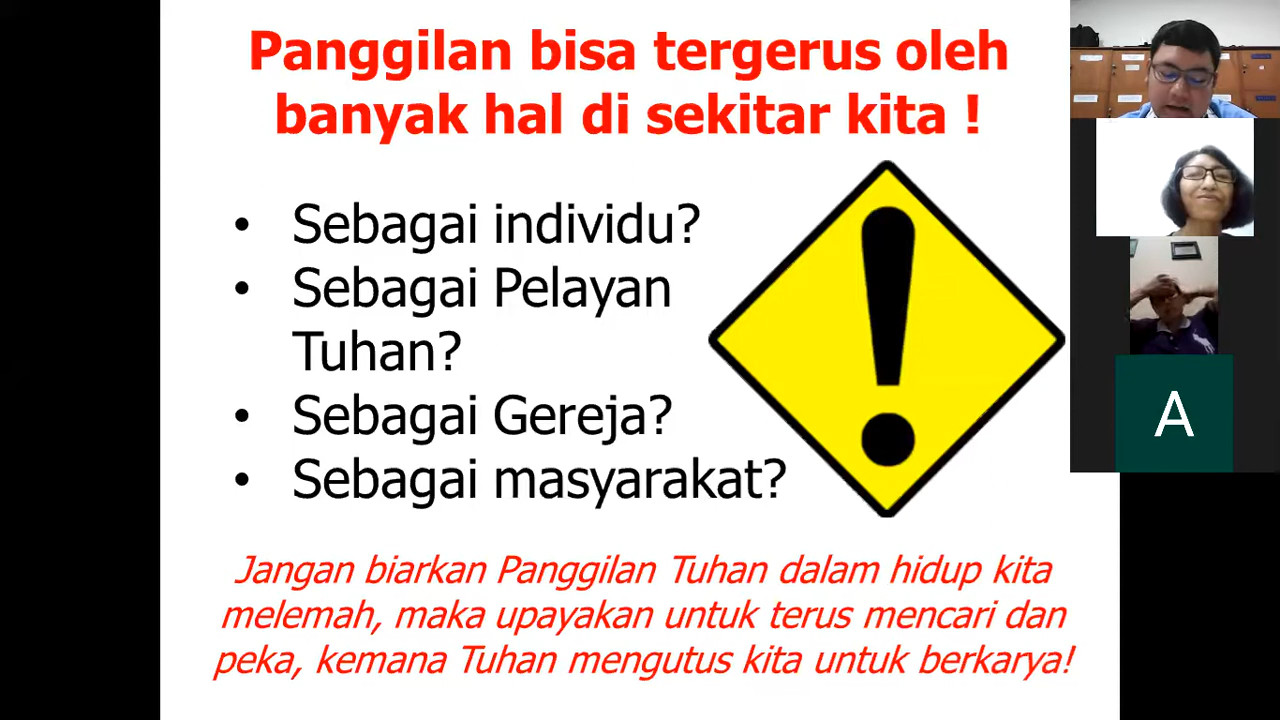 Panggilan bisa tergerus oleh
banyak hal di sekitar kita !
• Sebagai individu?
• Sebagai Pelayan
Tuhan?
• Sebagai Gereja?
• Sebagai masyarakat?
Jangan biarkan Panggilan Tuhan dalam hidup kita
melemah, maka upayakan untuk terus mencari dan
peka, kemana Tuhan mengutus kita untuk berkarya!
A